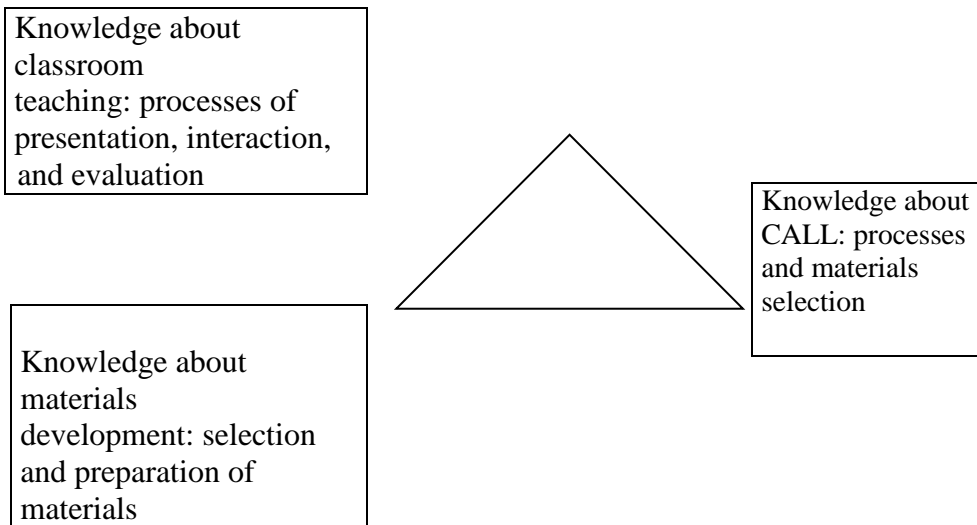 Knowledge about
classroom
teaching: processes of
presentation, interaction,
and evaluation
Knowledge about
CALL: processes
and materials
selection
Knowledge about
materials
development: selection
and preparation of
materials